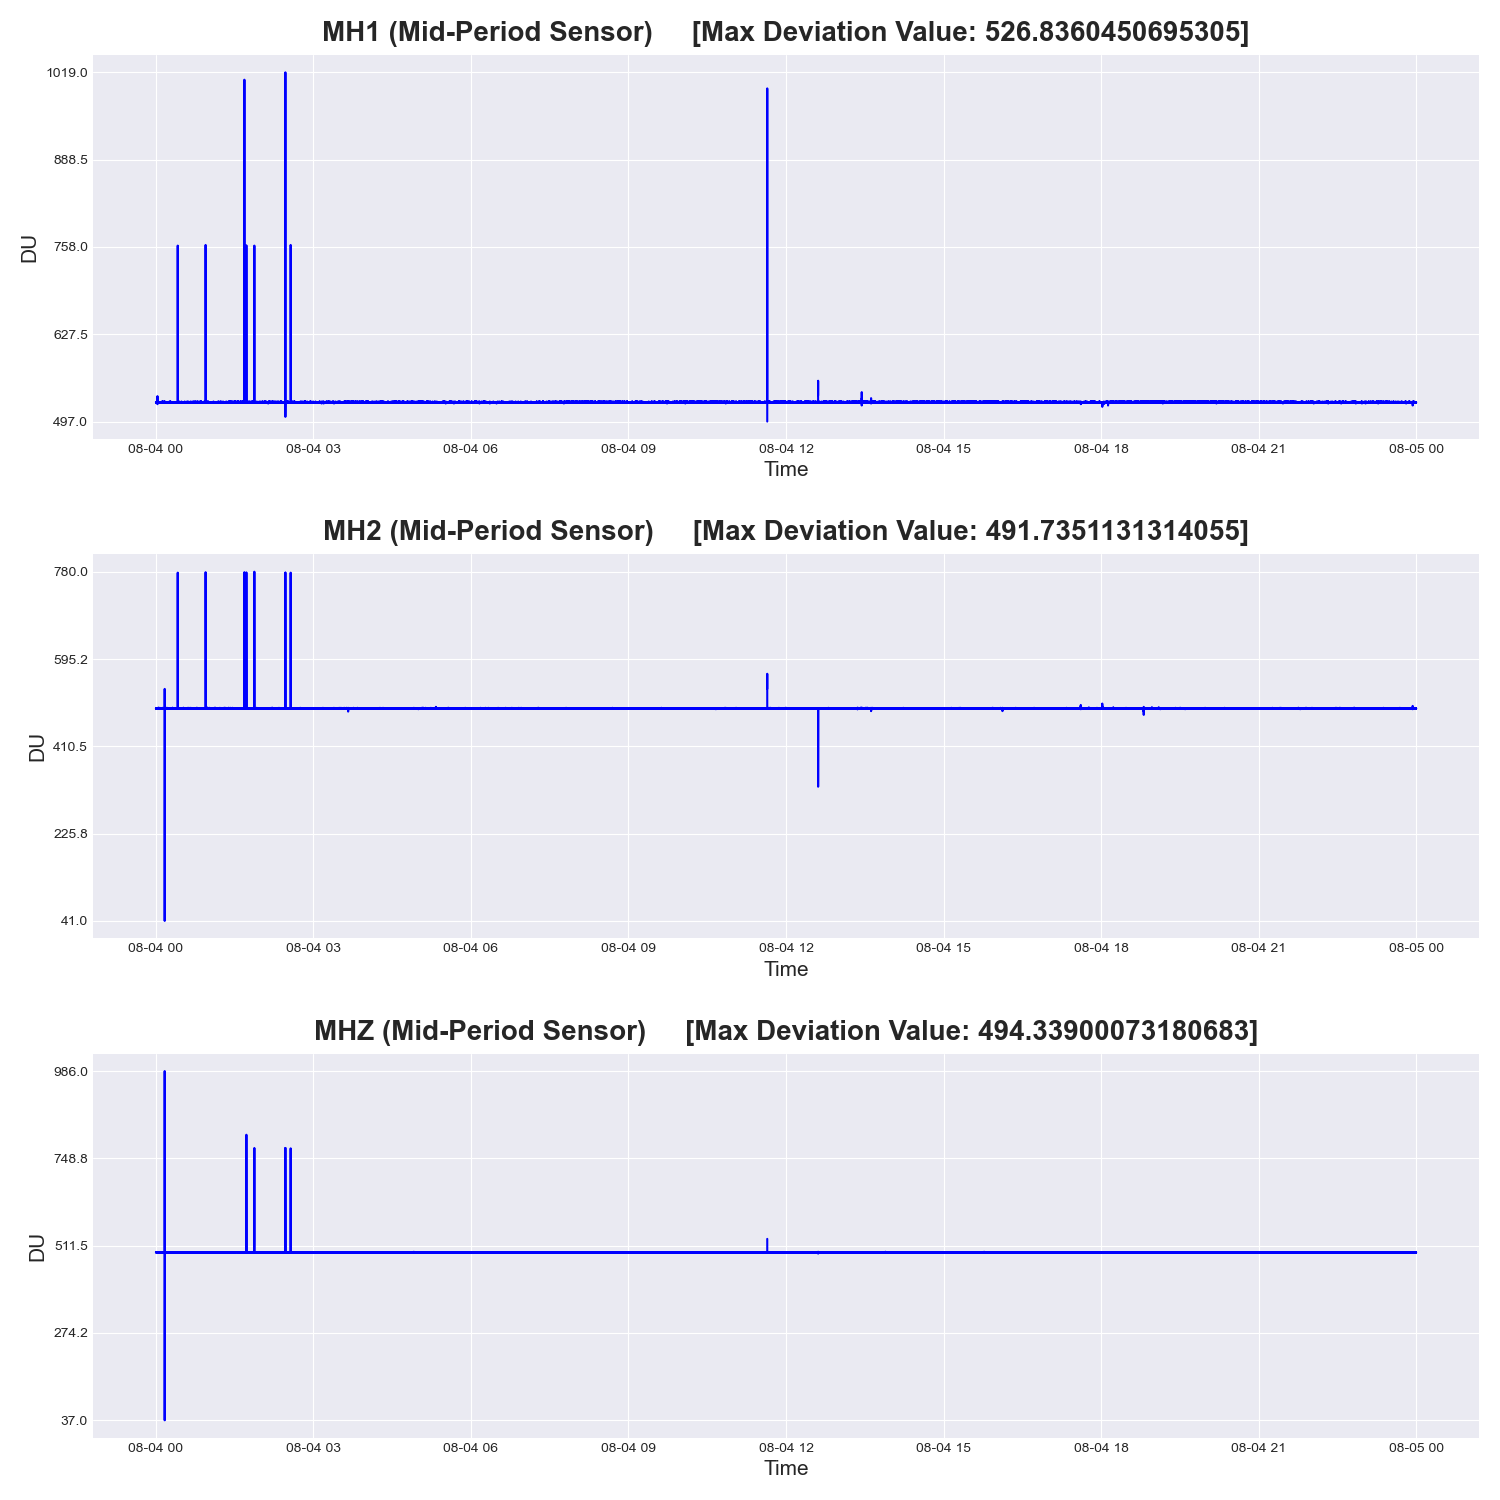 MH1 (Mid-Period Sensor) [Max Deviation Value: 526.8360450695305]
1019.0
888.5
758.0
627.5
497.0
DU
08-04 00 08-04 03 08-04 06 08-04 09 08-04 12 08-04 15 08-04 18 08-04 21 08-05 00
Time
MH2 (Mid-Period Sensor) [Max Deviation Value: 491.7351131314055]
780.0
595.2
410.5
225.8
41.0
DU
08-04 00 08-04 03 08-04 06 08-04 09 08-04 12 08-04 15 08-04 18 08-04 21 08-05 00
Time
MHZ (Mid-Period Sensor) [Max Deviation Value: 494.33900073180683]
986.0
748.8
511.5
274.2
37.0
DU
08-04 00 08-04 03 08-04 06 08-04 09 08-04 12 08-04 15 08-04 18 08-04 21 08-05 00
Time